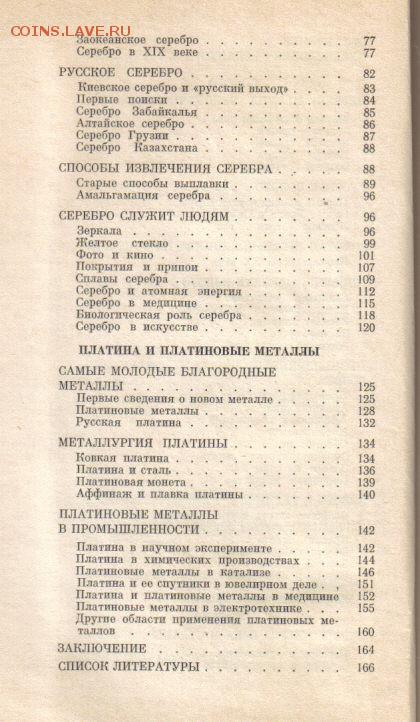 COINS.LAVE.RU
Заокеанское серебро . . . . . . . . . . 77
Серебро в XIX веке . . . . . . . . . . 77
РУССКОЕ СЕРЕБРО . . . . . . . . . . 82
Киевское серебро и «русский выход» . . . . 83
Первые поиски . . . . . . . . . . 84
Серебро Забайкалья . . . . . . . . . . 85
Алтайское серебро . . . . . . . . . . 86
Серебро Грузии . . . . . . . . . . 87
Серебро Казахстана . . . . . . . . . . 88
СПОСОБЫ ИЗВЛЕЧЕНИЯ СЕРЕБРА . . . . . 88
Старые способы выплавки . . . . . . . . 89
Амальгамация серебра . . . . . . . . . 96
СЕРЕБРО СЛУЖИТ ЛЮДЯМ . . . . . . . 96
Зеркала . . . . . . . . . . 96
Желтое стекло . . . . . . . . . . 99
Фото и кино . . . . . . . . . . 101
Покрытия и припои . . . . . . . . . . 107
Сплавы серебра . . . . . . . . . . 109
Серебро и атомная энергия . . . . . . . 112
Серебро в медицине . . . . . . . . . . 115
Биологическая роль серебра . . . . . . . 118
Серебро в искусстве . . . . . . . . . . 120
ПЛАТИНА И ПЛАТИНОВЫЕ МЕТАЛЛЫ
САМЫЕ МОЛОДЫЕ БЛАГОРОДНЫЕ
МЕТАЛЛЫ . . . . . . . . . . 125
Первые сведения о новом металле . . . . . 125
Платиновые металлы . . . . . . . . . . 128
Русская платина . . . . . . . . . . 132
МЕТАЛЛУРГИЯ ПЛАТИНЫ . . . . . . . 134
Ковкая платина . . . . . . . . . . 134
Платина и сталь . . . . . . . . . . 136
Платиновая монета . . . . . . . . . . 139
Аффинаж и плавка платины . . . . . . . 140
ПЛАТИНОВЫЕ МЕТАЛЛЫ
В ПРОМЫШЛЕННОСТИ . . . . . . . . . 142
Платина в научном эксперименте . . . . . 142
Платина в химических производствах . . . 144
Платиновые металлы в катализе . . . . . 146
Платина и ее спутники в ювелирном деле . 151
Платина и платиновые металлы в медицине 152
Платиновые металлы в электротехнике . . . 155
Другие области применения платиновых ме-
таллов . . . . . . . . . . 160
ЗАКЛЮЧЕНИЕ . . . . . . . . . . 164
СПИСОК ЛИТЕРАТУРЫ . . . . . . . . . 166